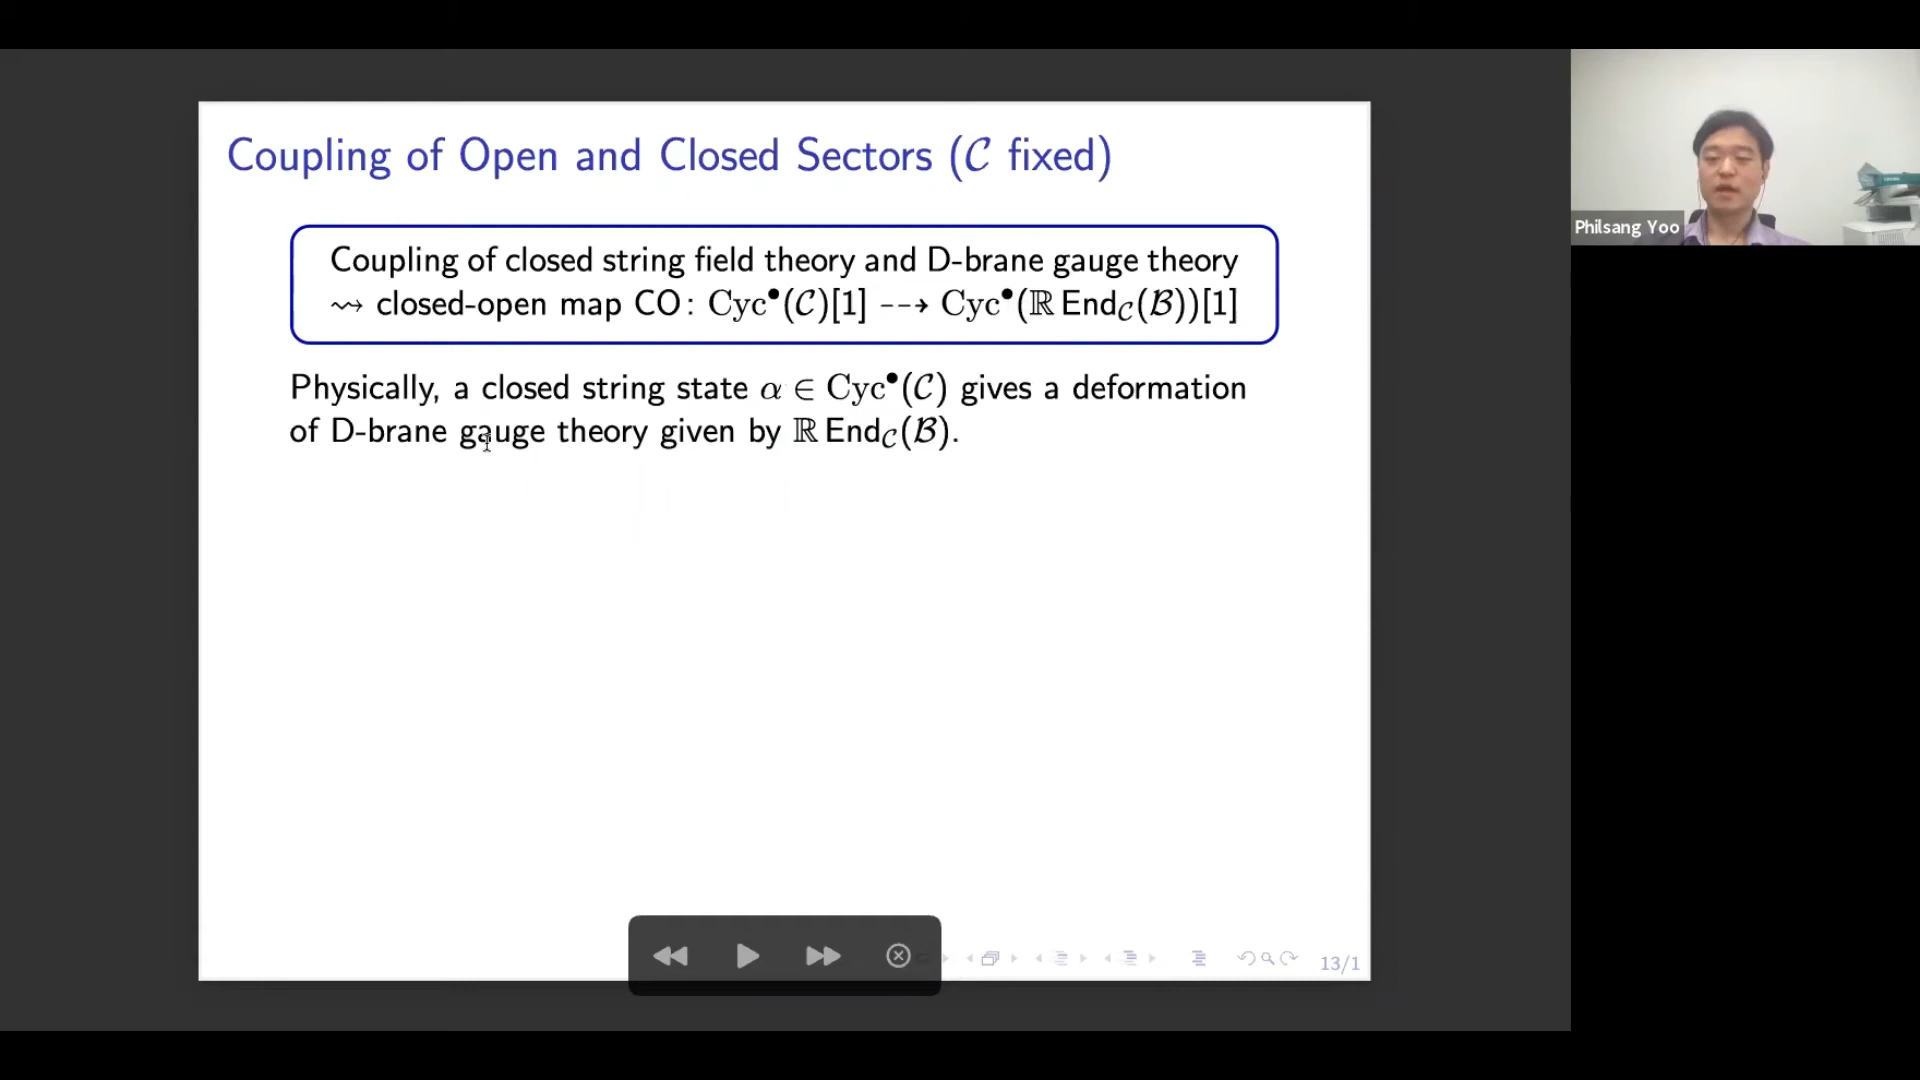 Coupling of Open and Closed Sectors (𝒞 fixed)
Coupling of closed string field theory and D-brane gauge theory
⇝ closed-open map CO: Cyc•(𝒞)[1] ⇢ Cyc•(ℝ End_𝒞(ℬ))[1]
Physically, a closed string state α ∈ Cyc•(𝒞) gives a deformation
of D-brane gauge theory given by ℝ End_𝒞(ℬ).
Philsang Yoo
13/1